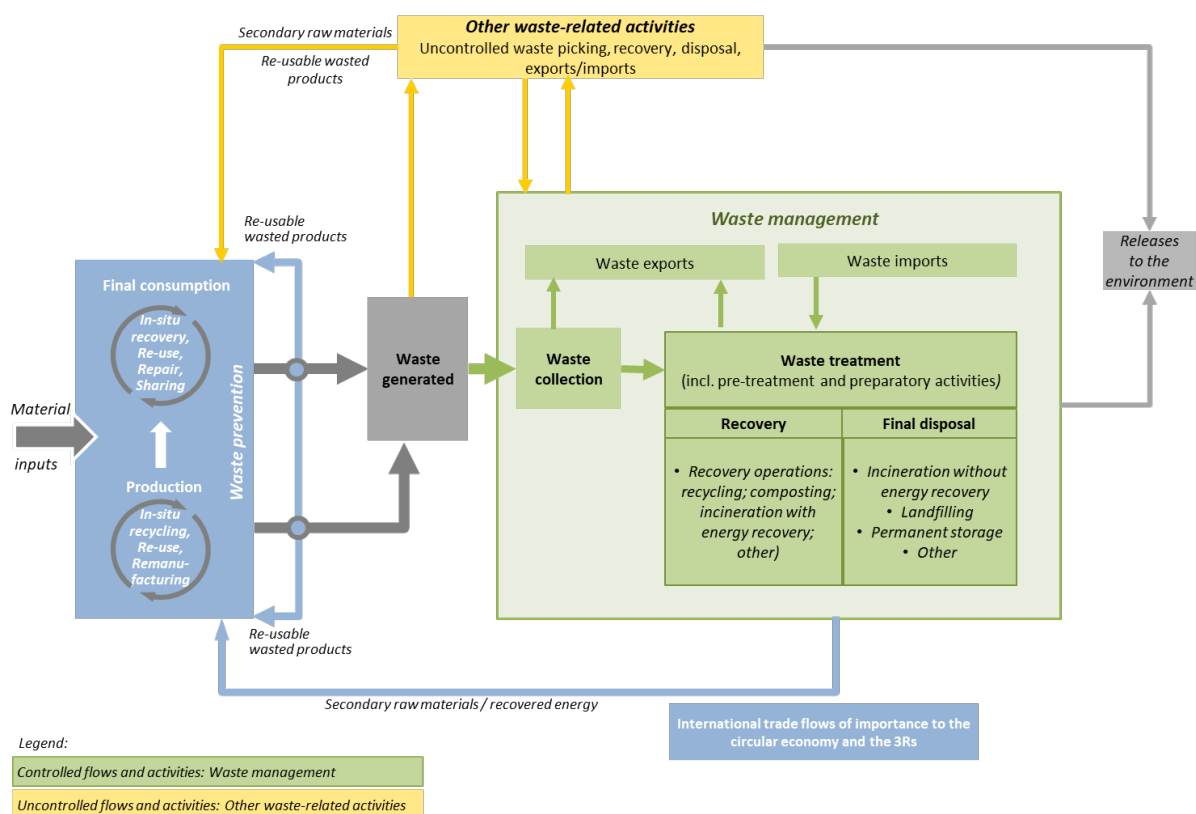 Other waste-related activities
Uncontrolled waste picking, recovery, disposal,
exports/imports
Secondary raw materials
Re-usable wasted
products
Re-usable
wasted products
Waste management
Waste exports
Waste imports
Releases
to the
environment
Final consumption
In-situ
recovery,
Re-use,
Repair,
Sharing
Waste prevention
Waste
generated
Waste
collection
Waste treatment
(incl. pre-treatment and preparatory activities)
Material
inputs
Recovery
Final disposal
• Recovery operations:
recycling; composting;
incineration with
energy recovery;
other)
• Incineration without
energy recovery
• Landfilling
• Permanent storage
• Other
Production
In-situ
recycling,
Re-use,
Remanu-
facturing
Re-usable
wasted products
Secondary raw materials / recovered energy
International trade flows of importance to the
circular economy and the 3Rs
Legend:
Controlled flows and activities: Waste management
Uncontrolled flows and activities: Other waste-related activities